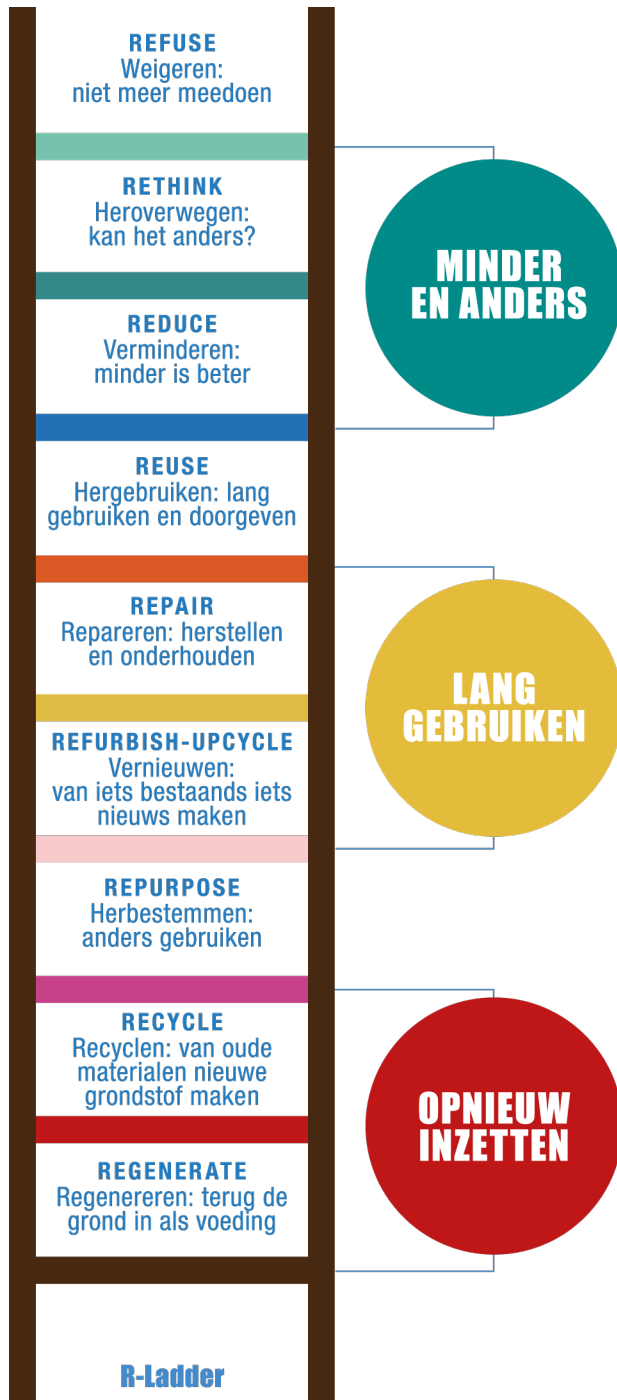 REFUSE
Weigeren:
niet meer meedoen
RETHINK
Heroverwegen:
kan het anders?
REDUCE
Verminderen:
minder is beter
MINDER
EN ANDERS
REUSE
Hergebruiken: lang
gebruiken en doorgeven
REPAIR
Repareren: herstellen
en onderhouden
REFURBISH-UPCYCLE
Vernieuwen:
van iets bestaands iets
nieuws maken
LANG
GEBRUIKEN
REPURPOSE
Herbestemmen:
anders gebruiken
RECYCLE
Recyclen: van oude
materialen nieuwe
grondstof maken
REGENERATE
Regenereren: terug de
grond in als voeding
OPNIEUW
INZETTEN
R-Ladder